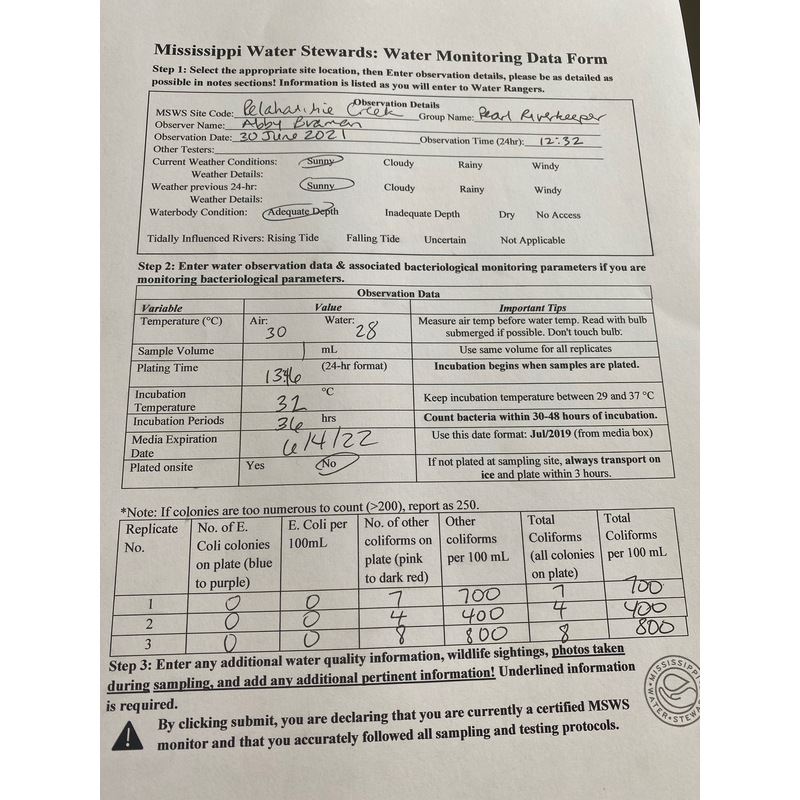 Mississippi Water Stewards: Water Monitoring Data Form
Step 1: Select the appropriate site location, then Enter observation details, please be as detailed as
possible in notes sections! Information is listed as you will enter to Water Rangers.
Observation Details
MSWS Site Code: Pelahatchie Creek Group Name: Pearl Riverkeeper
Observer Name: Abby Braman
Observation Date: 30 June 2021 Observation Time (24hr): 12:32
Other Testers:
Current Weather Conditions: Sunny Cloudy Rainy Windy
Weather Details:
Weather previous 24-hr: Sunny Cloudy Rainy Windy
Weather Details:
Waterbody Condition: Adequate Depth Inadequate Depth Dry No Access
Tidally Influenced Rivers: Rising Tide Falling Tide Uncertain Not Applicable
Step 2: Enter water observation data & associated bacteriological monitoring parameters if you are
monitoring bacteriological parameters.
Observation Data
Variable Value Important Tips
Temperature (°C) Air: 30 Water: 28 Measure air temp before water temp. Read with bulb
submerged if possible. Don't touch bulb.
Sample Volume 1 mL Use same volume for all replicates
Plating Time 1346 (24-hr format) Incubation begins when samples are plated.
Incubation
Temperature 32 °C Keep incubation temperature between 29 and 37 °C
Incubation Periods 36 hrs Count bacteria within 30-48 hours of incubation.
Media Expiration
Date 6/4/22 Use this date format: Jul/2019 (from media box)
Plated onsite Yes No If not plated at sampling site, always transport on
ice and plate within 3 hours.
*Note: If colonies are too numerous to count (>200), report as 250.
Replicate No. No. of E. Coli colonies on plate (blue to purple) E. Coli per 100mL No. of other coliforms on plate (pink to dark red) Other coliforms per 100 mL Total Coliforms (all colonies on plate) Total Coliforms per 100 mL
1 0 0 7 700 7 700
2 0 0 4 400 4 400
3 0 0 8 800 8 800
Step 3: Enter any additional water quality information, wildlife sightings, photos taken
during sampling, and add any additional pertinent information! Underlined information
is required.
By clicking submit, you are declaring that you are currently a certified MSWS
monitor and that you accurately followed all sampling and testing protocols.
MISSISSIPPI
WATER STEWA